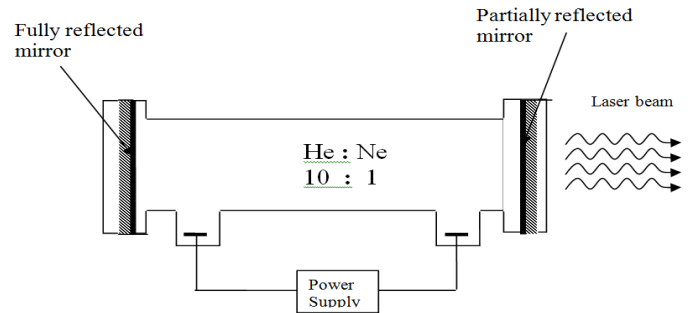 Fully reflected
mirror
Partially reflected
mirror
Laser beam
He : Ne
10 : 1
Power
Supply